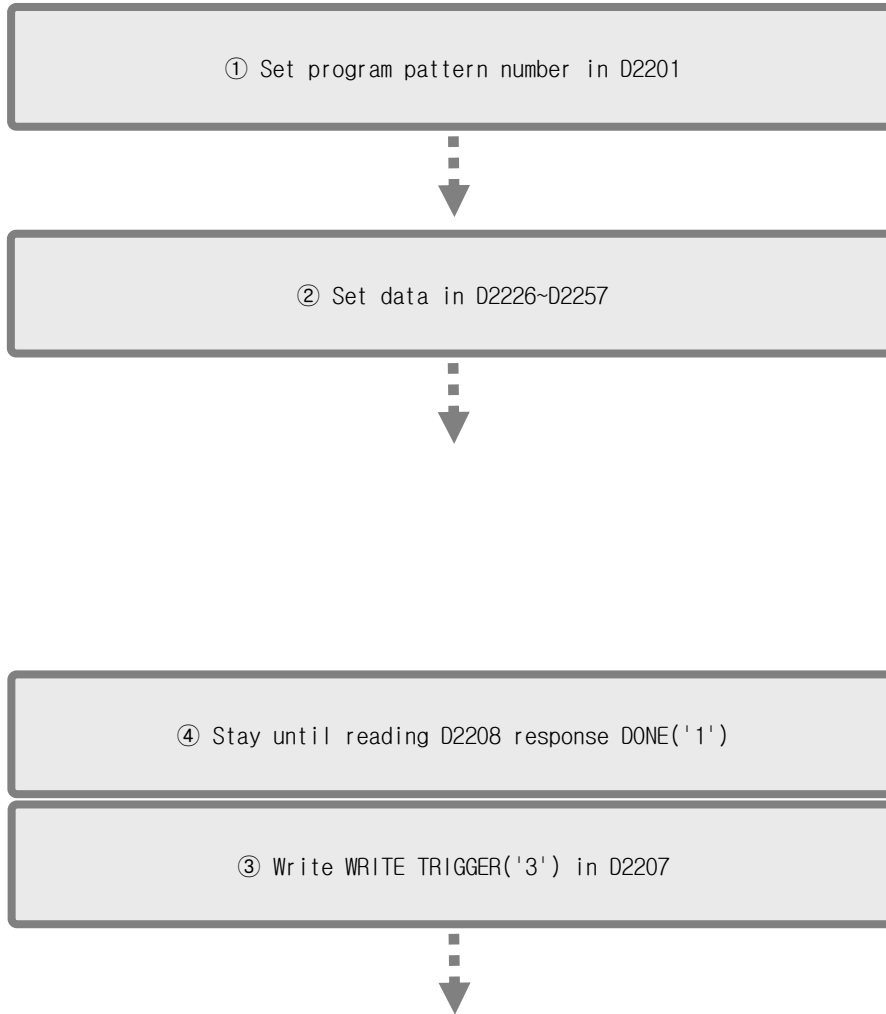 ① Set program pattern number in D2201
② Set data in D2226~D2257
④ Stay until reading D2208 response DONE('1')
③ Write WRITE TRIGGER('3') in D2207